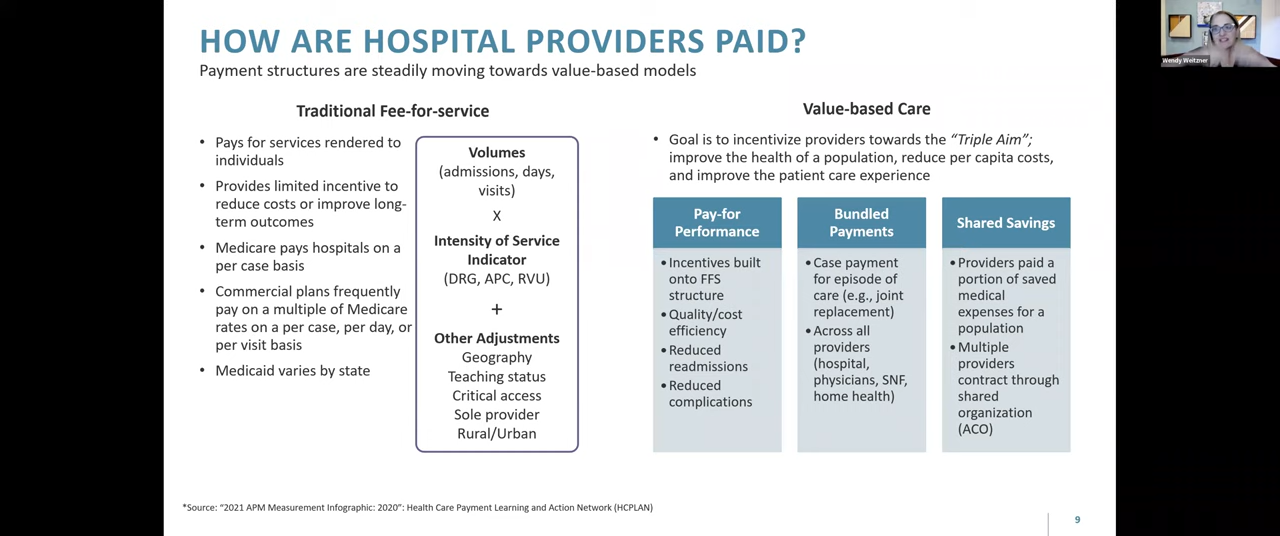 HOW ARE HOSPITAL PROVIDERS PAID?
Payment structures are steadily moving towards value-based models
Traditional Fee-for-service
• Pays for services rendered to
individuals
• Provides limited incentive to
reduce costs or improve long-
term outcomes
• Medicare pays hospitals on a
per case basis
• Commercial plans frequently
pay on a multiple of Medicare
rates on a per case, per day, or
per visit basis
• Medicaid varies by state
Volumes
(admissions, days,
visits)
X
Intensity of Service
Indicator
(DRG, APC, RVU)
+
Other Adjustments
Geography
Teaching status
Critical access
Sole provider
Rural/Urban
Value-based Care
• Goal is to incentivize providers towards the "Triple Aim";
improve the health of a population, reduce per capita costs,
and improve the patient care experience
Pay-for
Performance
• Incentives built
onto FFS
structure
• Quality/cost
efficiency
• Reduced
readmissions
• Reduced
complications
Bundled
Payments
• Case payment
for episode of
care (e.g., joint
replacement)
• Across all
providers
(hospital,
physicians, SNF,
home health)
Shared Savings
• Providers paid a
portion of saved
medical
expenses for a
population
• Multiple
providers
contract through
shared
organization
(ACO)
*Source: "2021 APM Measurement Infographic: 2020": Health Care Payment Learning and Action Network (HCPLAN)
9
Wendy Weitzner